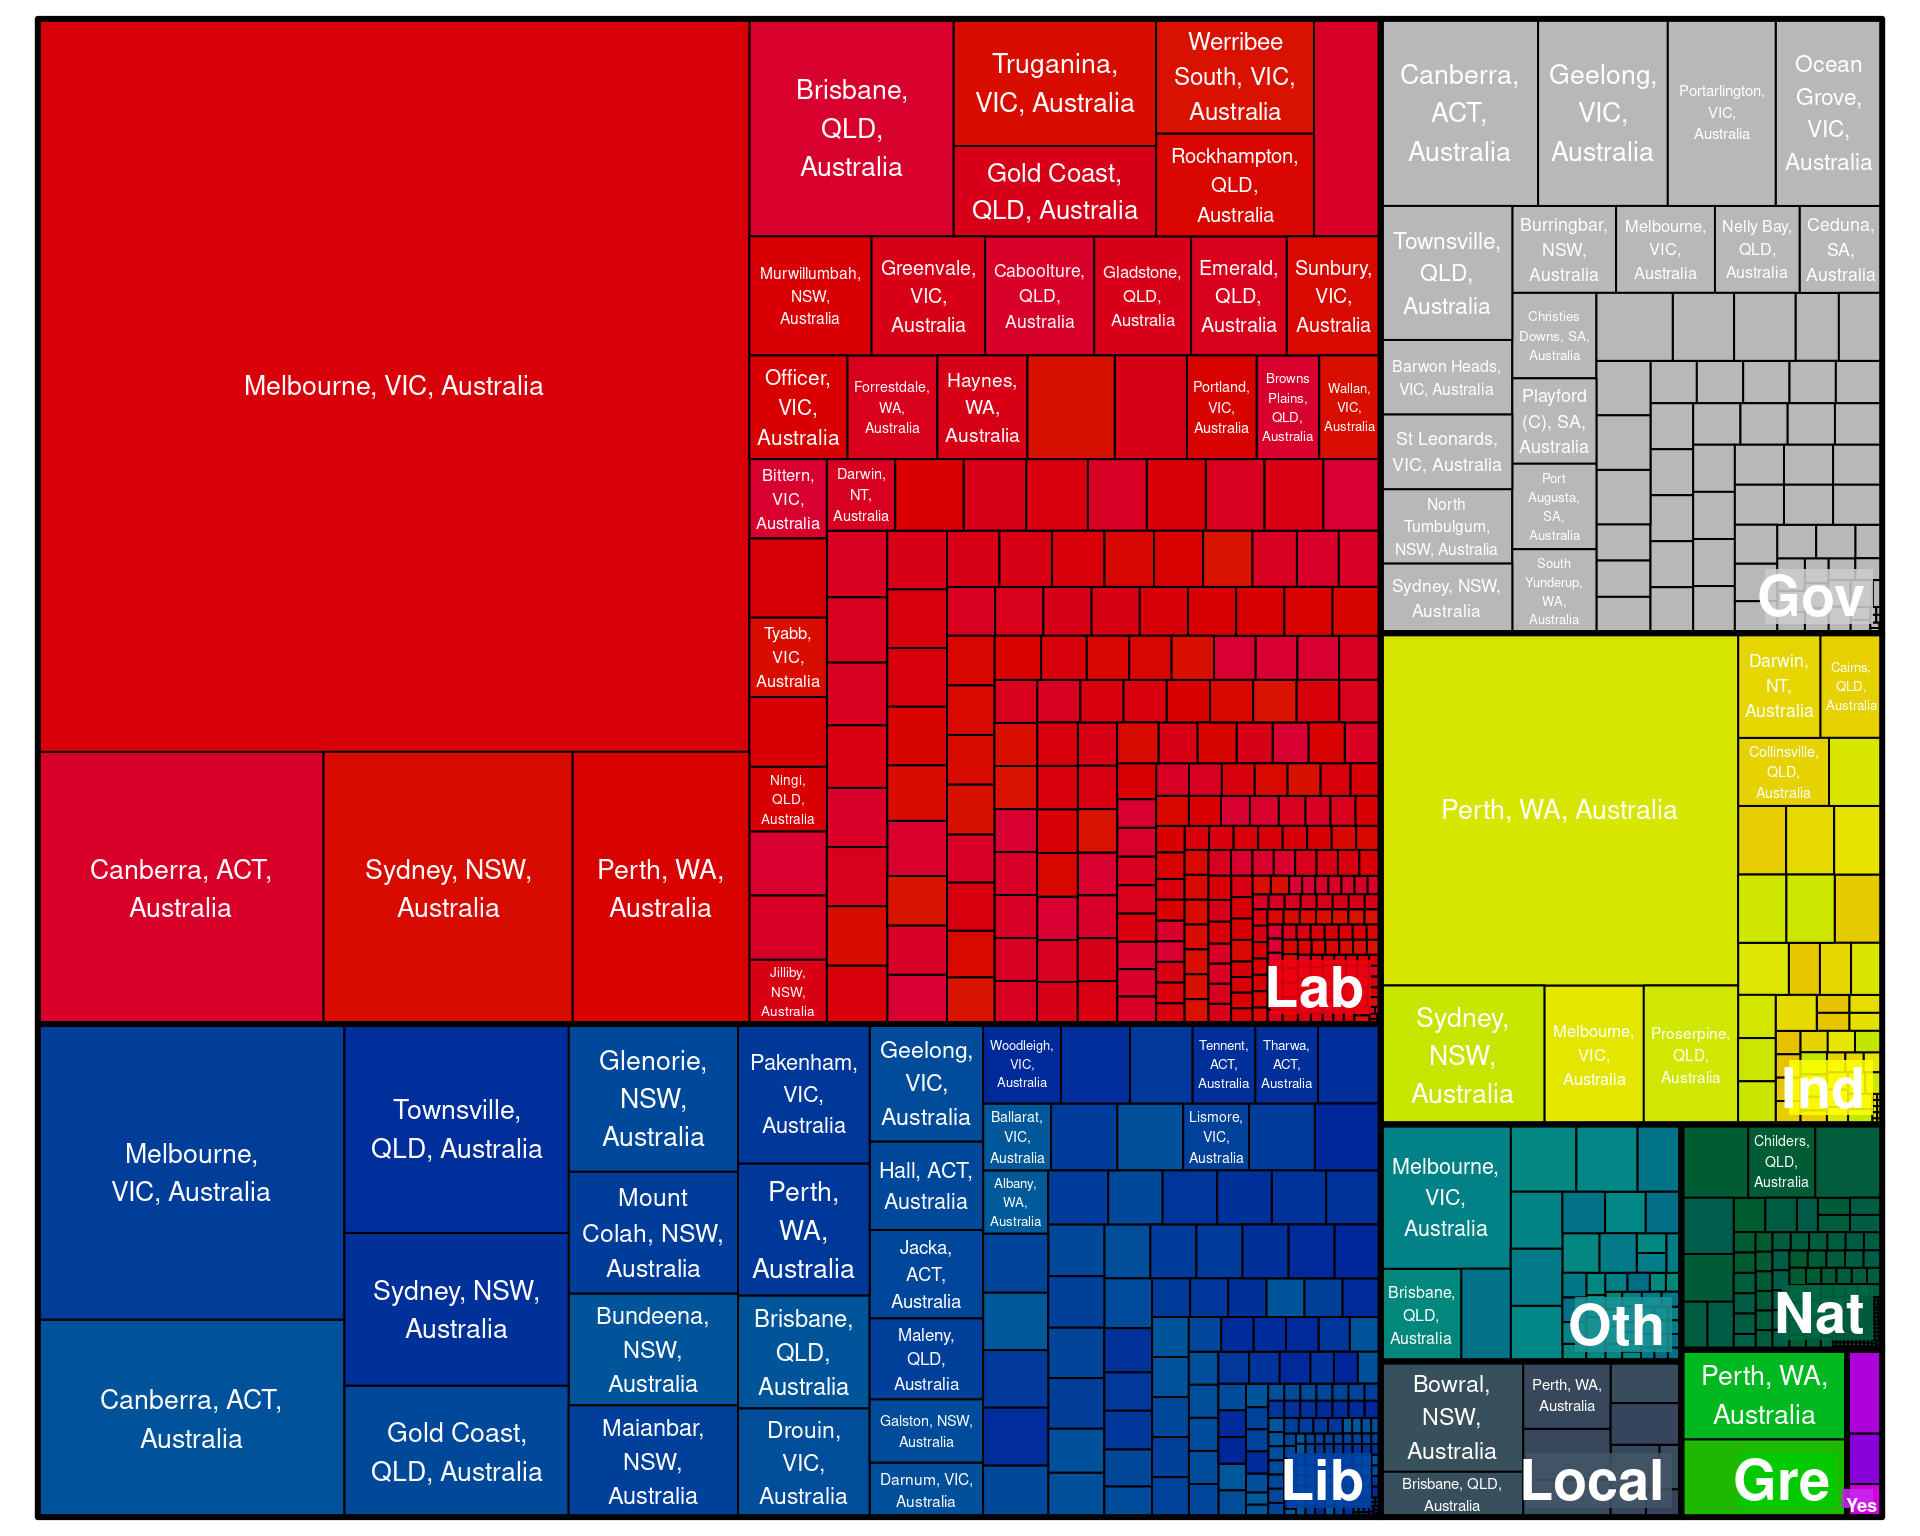 Melbourne, VIC, Australia
Canberra, ACT,
Australia
Sydney, NSW,
Australia
Perth, WA,
Australia
Brisbane,
QLD,
Australia
Truganina,
VIC, Australia
Gold Coast,
QLD, Australia
Werribee
South, VIC,
Australia
Rockhampton,
QLD,
Australia
Murwillumbah,
NSW,
Australia
Greenvale,
VIC,
Australia
Caboolture,
QLD,
Australia
Gladstone,
QLD,
Australia
Emerald,
QLD,
Australia
Sunbury,
VIC,
Australia
Officer,
VIC,
Australia
Forrestdale,
WA,
Australia
Haynes,
WA,
Australia
Portland,
VIC,
Australia
Browns
Plains,
QLD,
Australia
Wallan,
VIC,
Australia
Bittern,
VIC,
Australia
Darwin,
NT,
Australia
Tyabb,
VIC,
Australia
Ningi,
QLD,
Australia
Jilliby,
NSW,
Australia
Lab
Canberra,
ACT,
Australia
Geelong,
VIC,
Australia
Portarlington,
VIC,
Australia
Ocean
Grove,
VIC,
Australia
Townsville,
QLD,
Australia
Burringbar,
NSW,
Australia
Melbourne,
VIC,
Australia
Nelly Bay,
QLD,
Australia
Ceduna,
SA,
Australia
Christies
Downs, SA,
Australia
Barwon Heads,
VIC, Australia
Playford
(C), SA,
Australia
St Leonards,
VIC, Australia
Port
Augusta,
SA,
Australia
North
Tumbulgum,
NSW, Australia
South
Yunderup,
WA,
Australia
Sydney, NSW,
Australia
Gov
Perth, WA, Australia
Darwin,
NT,
Australia
Cairns,
QLD,
Australia
Collinsville,
QLD,
Australia
Sydney,
NSW,
Australia
Melbourne,
VIC,
Australia
Proserpine,
QLD,
Australia
Ind
Melbourne,
VIC, Australia
Canberra, ACT,
Australia
Townsville,
QLD, Australia
Sydney, NSW,
Australia
Gold Coast,
QLD, Australia
Glenorie,
NSW,
Australia
Mount
Colah, NSW,
Australia
Bundeena,
NSW,
Australia
Maianbar,
NSW,
Australia
Pakenham,
VIC,
Australia
Perth,
WA,
Australia
Brisbane,
QLD,
Australia
Drouin,
VIC,
Australia
Geelong,
VIC,
Australia
Hall, ACT,
Australia
Jacka,
ACT,
Australia
Maleny,
QLD,
Australia
Galston, NSW,
Australia
Darnum, VIC,
Australia
Woodleigh,
VIC,
Australia
Tennent,
ACT,
Australia
Tharwa,
ACT,
Australia
Ballarat,
VIC,
Australia
Lismore,
VIC,
Australia
Albany,
WA,
Australia
Lib
Melbourne,
VIC,
Australia
Brisbane,
QLD,
Australia
Oth
Childers,
QLD,
Australia
Nat
Bowral,
NSW,
Australia
Perth, WA,
Australia
Brisbane, QLD,
Australia
Local
Perth, WA,
Australia
Gre
Yes